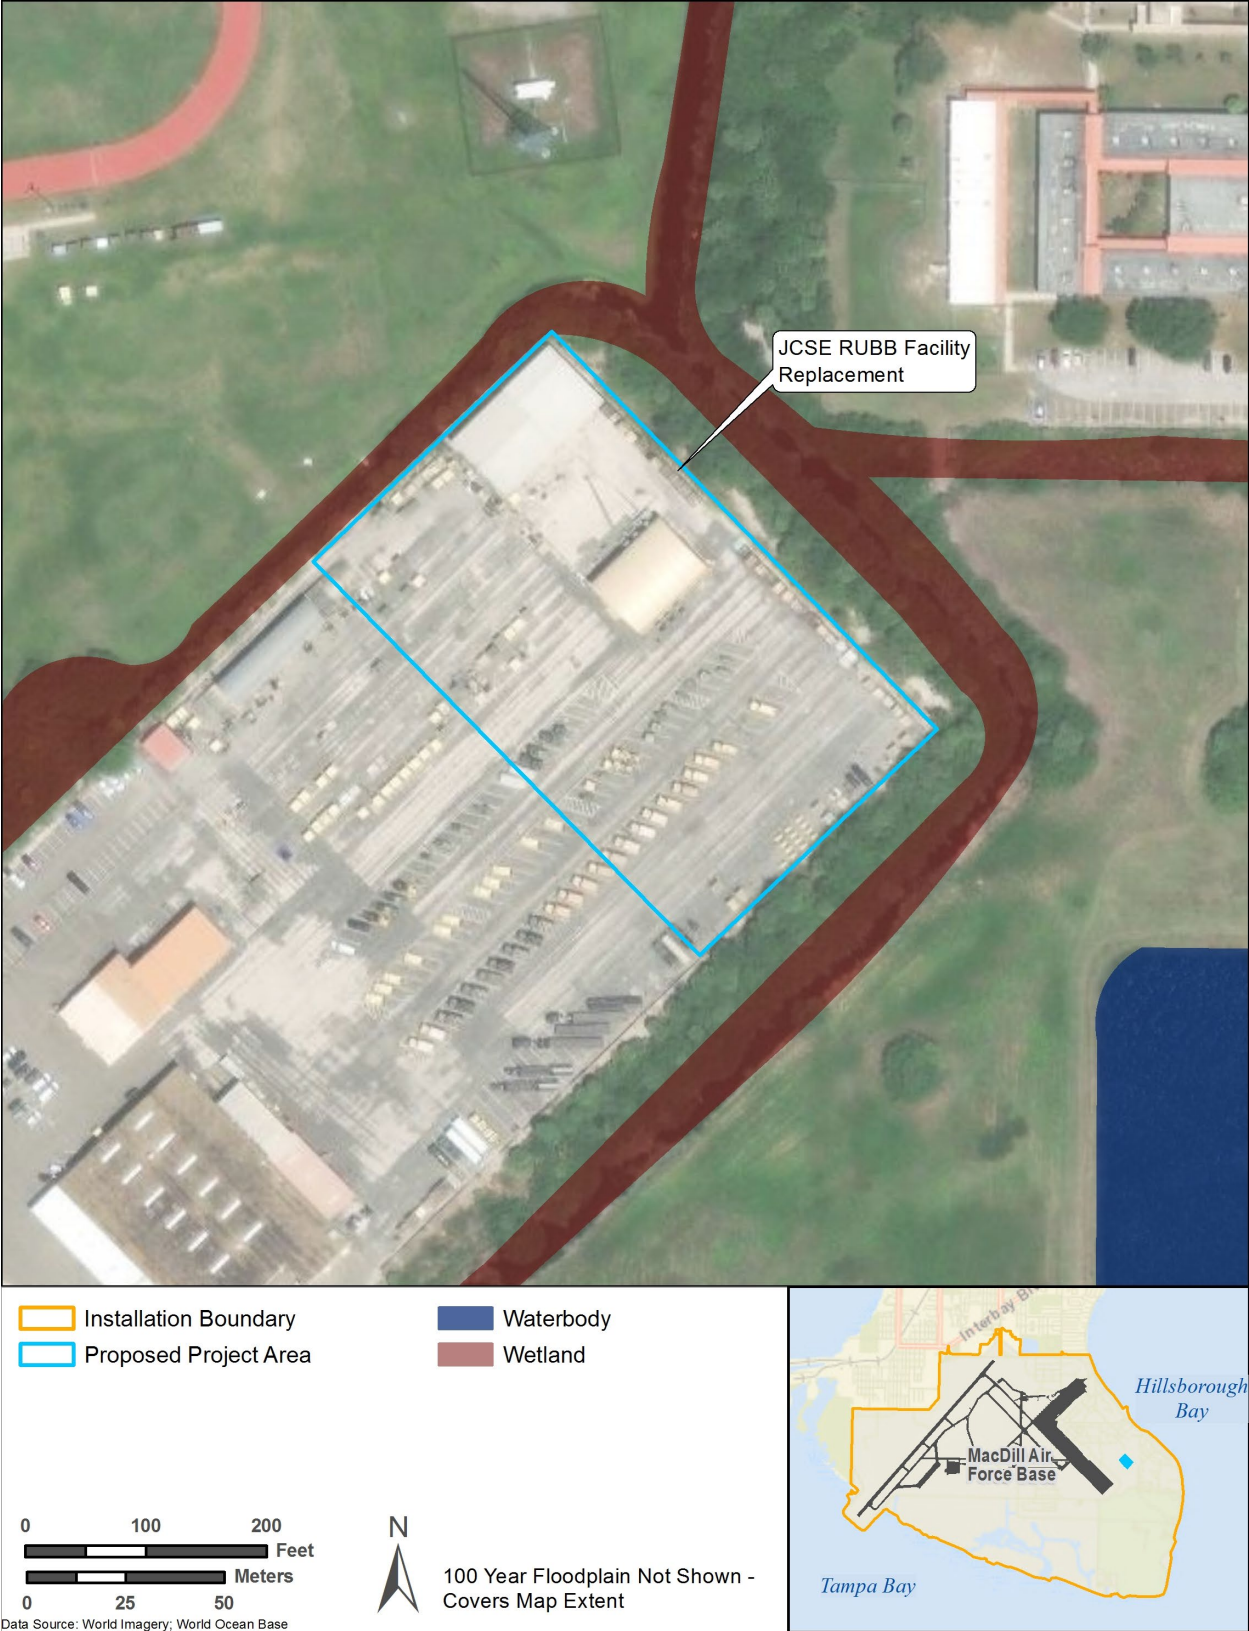 JCSE RUBB Facility
Replacement
Installation Boundary
Proposed Project Area
Waterbody
Wetland
0 100 200
Feet
Meters
0 25 50
N
100 Year Floodplain Not Shown -
Covers Map Extent
Data Source: World Imagery; World Ocean Base
Interbay
Hillsborough
Bay
MacDill Air
Force Base
Tampa Bay